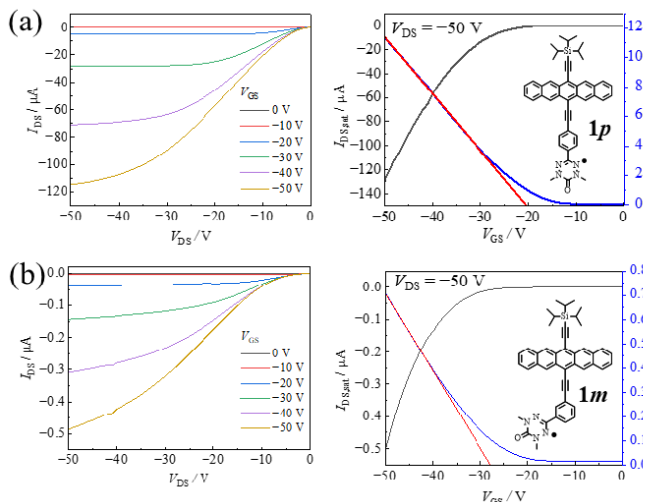 (a)
0
−20
−40
−60
−80
−100
−120
I_DS / μA
V_GS
0 V
−10 V
−20 V
−30 V
−40 V
−50 V
−50 −40 −30 −20 −10 0
V_DS / V
0
−20
−40
−60
−80
−100
−120
−140
I_DS,sat / μA
V_DS = −50 V
Si
N N
N N
O
1p
12
10
8
6
4
2
0
−50 −40 −30 −20 −10 0
V_GS / V
(b)
0.0
−0.1
−0.2
−0.3
−0.4
−0.5
I_DS / μA
V_GS
0 V
−10 V
−20 V
−30 V
−40 V
−50 V
−50 −40 −30 −20 −10 0
V_DS / V
0.0
−0.1
−0.2
−0.3
−0.4
−0.5
I_DS,sat / μA
V_DS = −50 V
Si
N N
N N
O
1m
0.
0.7
0.6
0.5
0.4
0.3
0.2
0.1
0.0
−50 −40 −30 −20 −10 0
V_GS / V